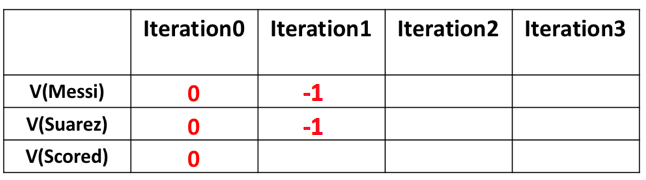 Iteration0 Iteration1 Iteration2 Iteration3
V(Messi) 0 -1
V(Suarez) 0 -1
V(Scored) 0